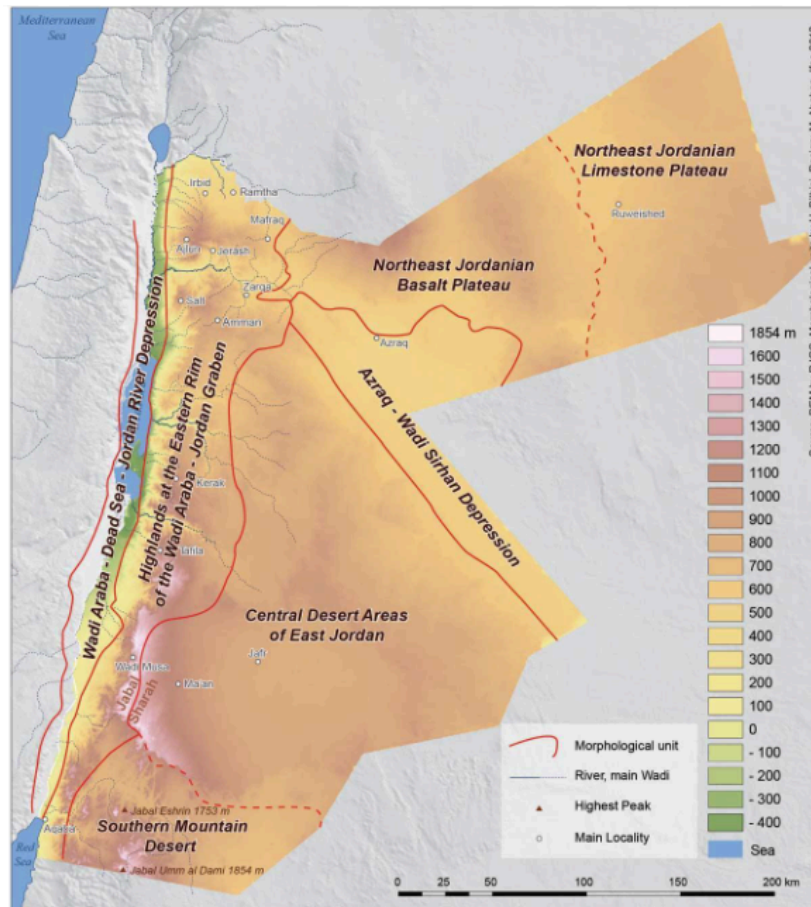 Mediterranean
Sea
Northeast Jordanian
Limestone Plateau
Irbid
Ramtha
Ruweished
Mafraq
Ajlun
Jerash
Northeast Jordanian
Basalt Plateau
Zarqa
Salt
Amman
Azraq
Wadi Araba - Dead Sea - Jordan River Depression
Highlands at the Eastern Rim
of the Wadi Araba - Jordan Graben
Azraq - Wadi Sirhan Depression
Kerak
Tafila
Central Desert Areas
of East Jordan
Jafr
Wadi Musa
Ma'an
Jabal
Sharah
Jabal Eshrin 1753 m
Southern Mountain
Desert
Aqaba
Red
Sea
Jabal Umm al Dami 1854 m
1854 m
1600
1500
1400
1300
1200
1100
1000
900
800
700
600
500
400
300
200
100
0
- 100
- 200
- 300
- 400
Sea
Morphological unit
River, main Wadi
Highest Peak
Main Locality
0 25 50 100 150 200 km